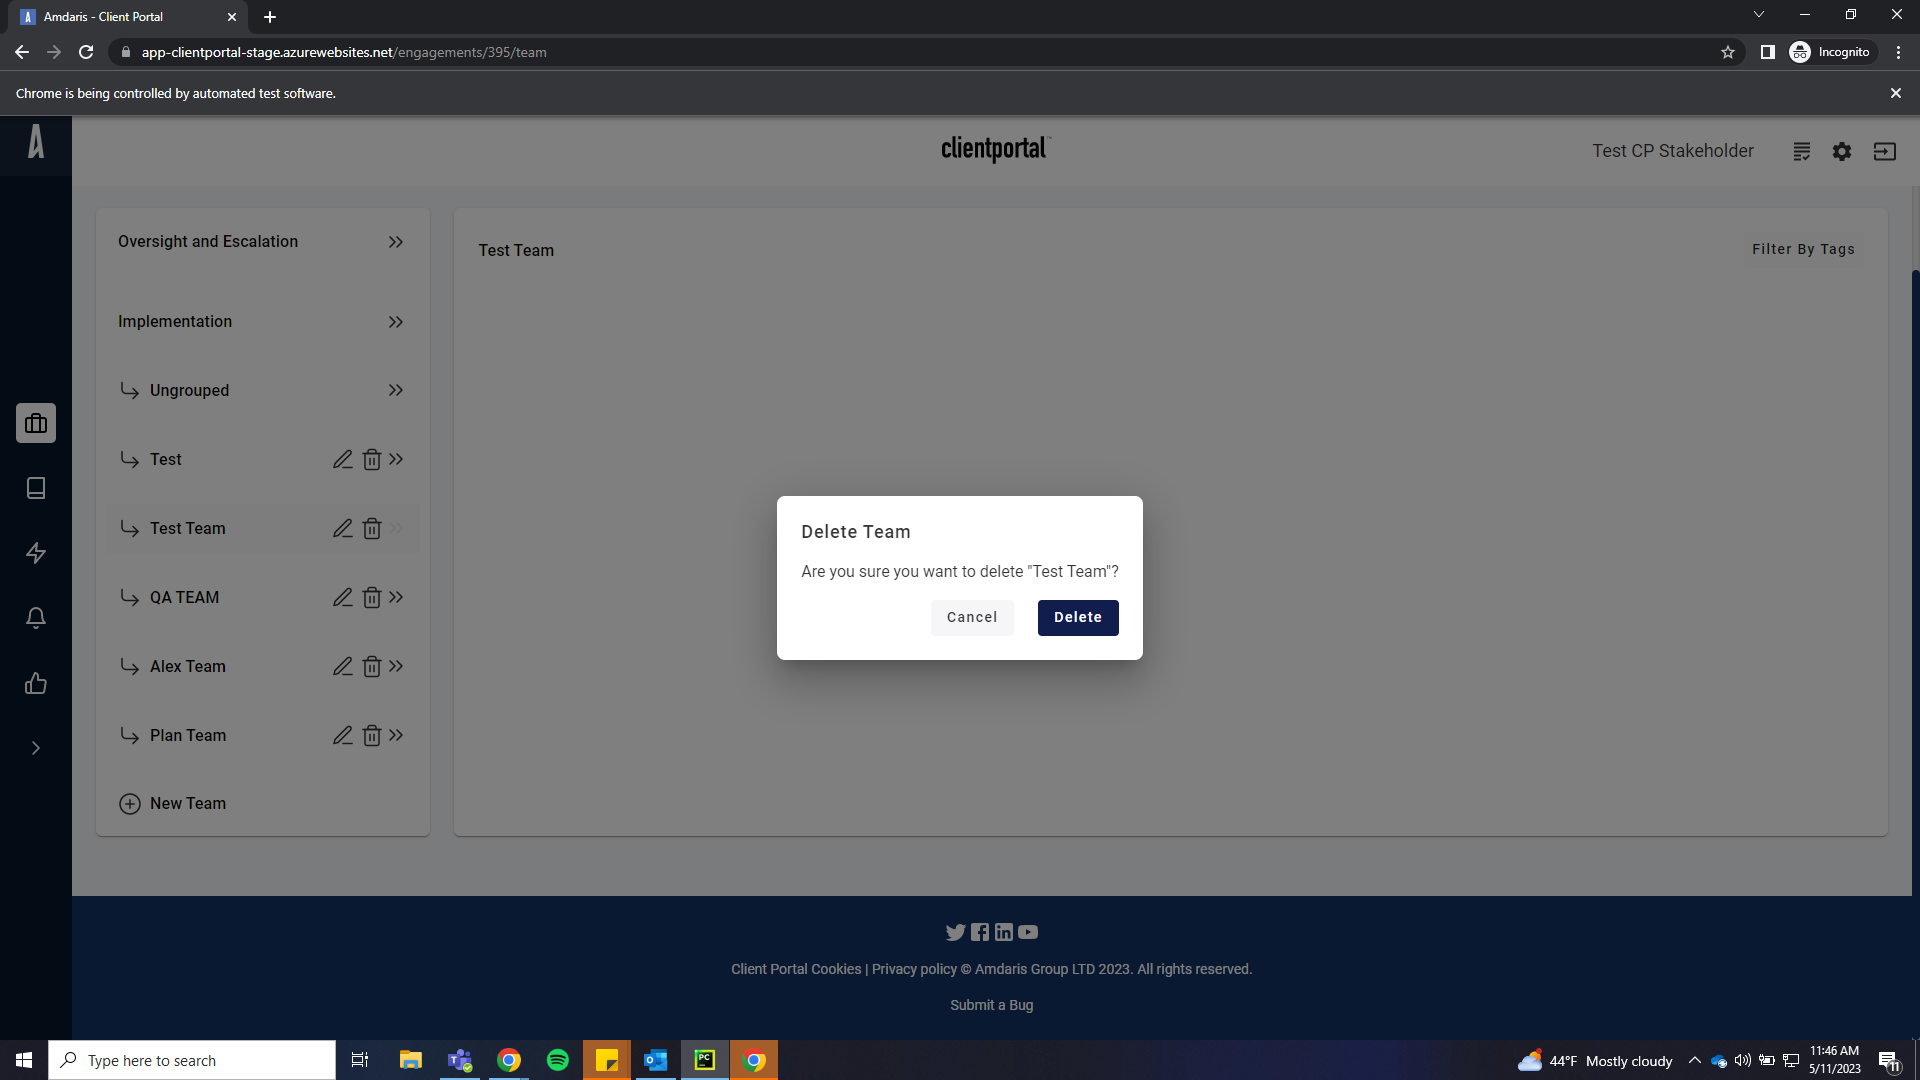 Amdaris - Client Portal
app-clientportal-stage.azurewebsites.net/engagements/395/team
Incognito
Chrome is being controlled by automated test software.
clientportal
Test CP Stakeholder
Oversight and Escalation
Implementation
Ungrouped
Test
Test Team
QA TEAM
Alex Team
Plan Team
New Team
Test Team
Filter By Tags
Delete Team
Are you sure you want to delete "Test Team"?
Cancel
Delete
Client Portal Cookies | Privacy policy © Amdaris Group LTD 2023. All rights reserved.
Submit a Bug
Type here to search
PC
44°F Mostly cloudy
11:46 AM
5/11/2023
11